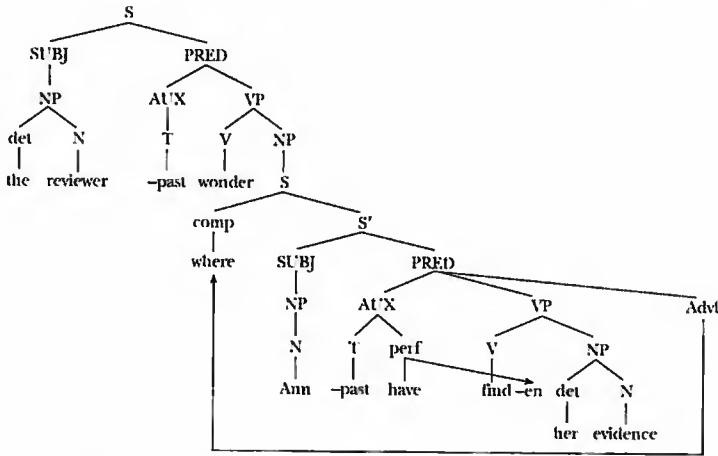 S
SUBJ PRED
NP AUX VP
det N T V NP
the reviewer –past wonder S
comp S'
where SUBJ PRED
NP AUX VP Advl
N T perf V NP
Ann –past have find –en det N
her evidence